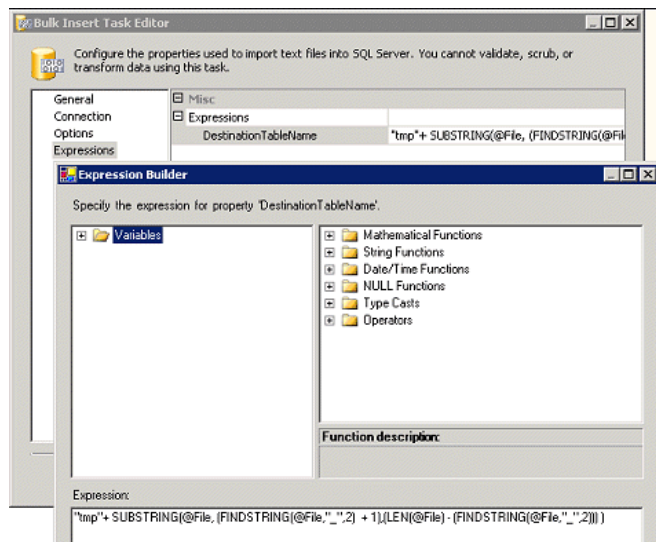 Bulk Insert Task Editor
Configure the properties used to import text files into SQL Server. You cannot validate, scrub, or
transform data using this task.
General
Connection
Options
Expressions
Misc
Expressions
DestinationTableName
"tmp"+ SUBSTRING(@File, (FINDSTRING(@File
Expression Builder
Specify the expression for property 'DestinationTableName'.
Variables
Mathematical Functions
String Functions
Date/Time Functions
NULL Functions
Type Casts
Operators
Function description:
Expression:
"tmp"+ SUBSTRING(@File, (FINDSTRING(@File,"_",2) + 1),(LEN(@File) - (FINDSTRING(@File,"_",2))) )